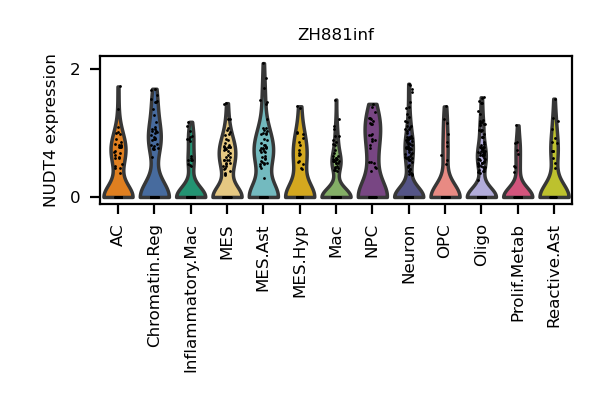 ZH881inf
NUDT4 expression
2
0
AC
Chromatin.Reg
Inflammatory.Mac
MES
MES.Ast
MES.Hyp
Mac
NPC
Neuron
OPC
Oligo
Prolif.Metab
Reactive.Ast